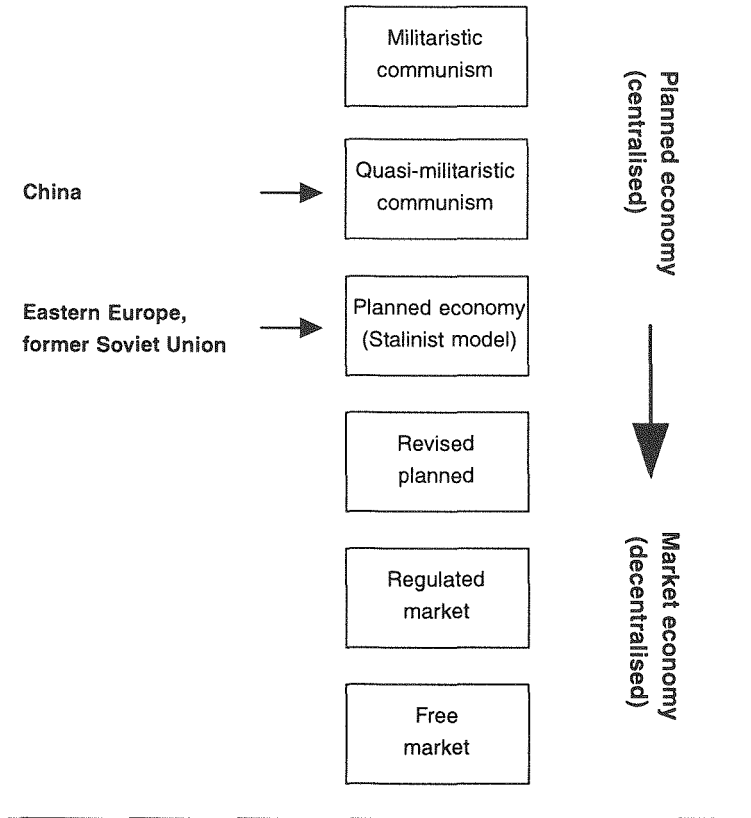 Militaristic
communism
China
Quasi-militaristic
communism
Eastern Europe,
former Soviet Union
Planned economy
(Stalinist model)
Revised
planned
Regulated
market
Free
market
Planned economy
(centralised)
Market economy
(decentralised)